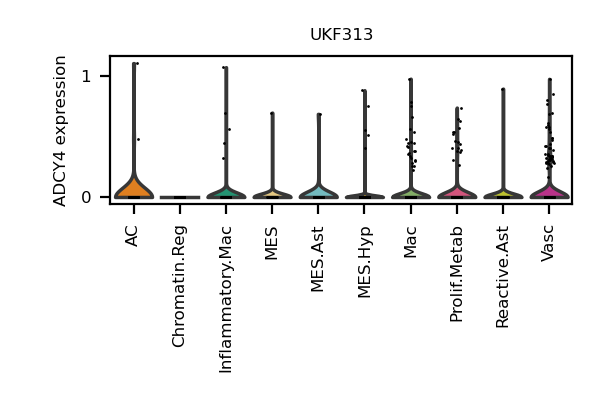 UKF313
ADCY4 expression
1
0
AC
Chromatin.Reg
Inflammatory.Mac
MES
MES.Ast
MES.Hyp
Mac
Prolif.Metab
Reactive.Ast
Vasc